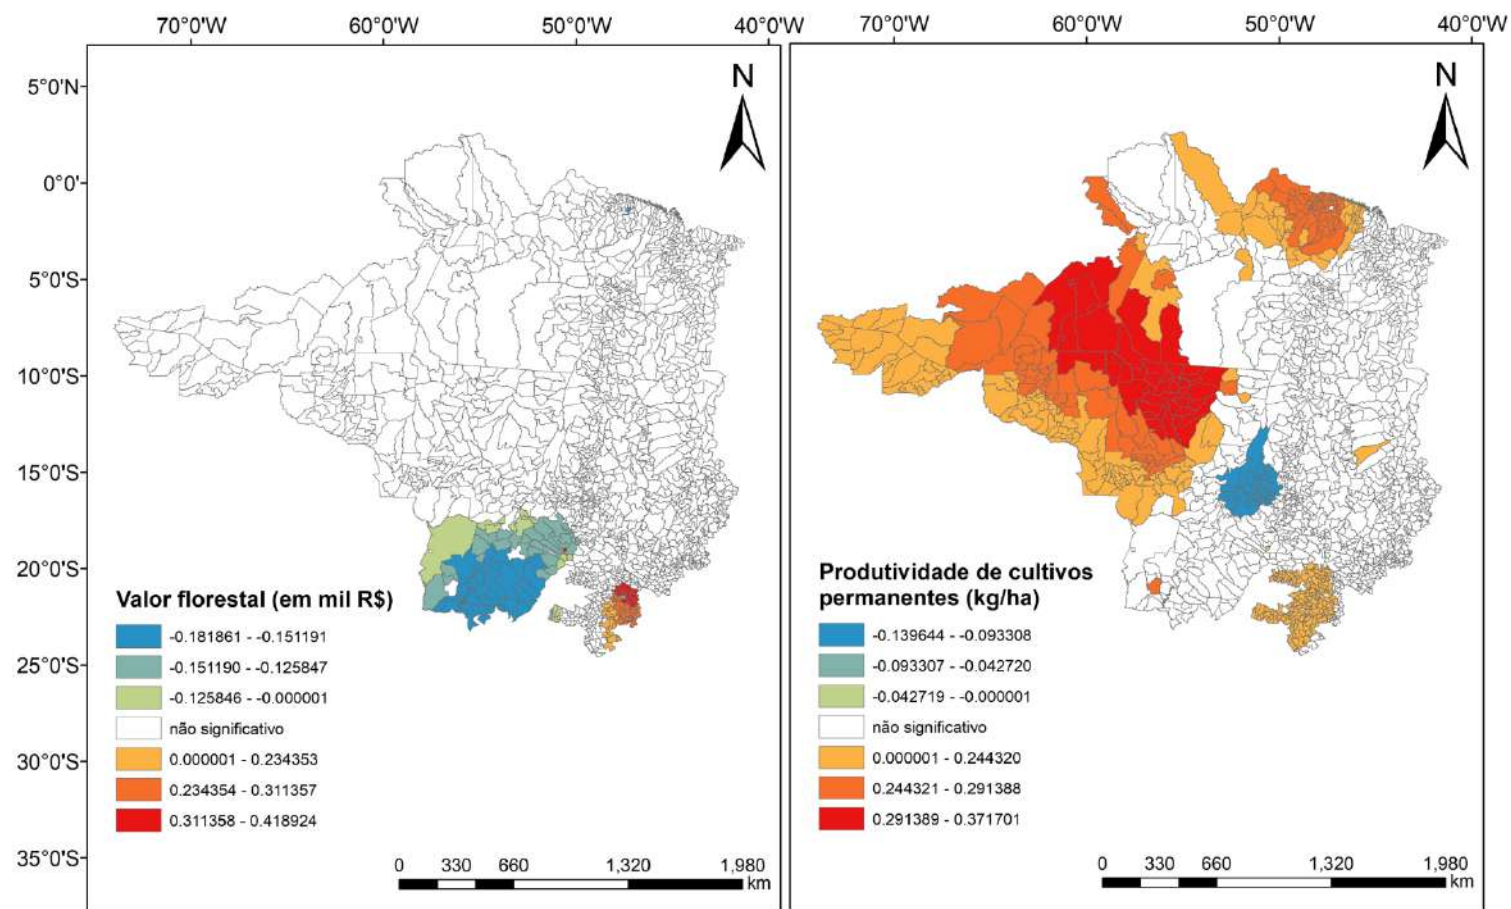 70°0'W 60°0'W 50°0'W 40°0'W 70°0'W 60°0'W 50°0'W 40°0'W
5°0'N
0°0'
5°0'S
10°0'S
15°0'S
20°0'S
25°0'S
30°0'S
35°0'S
N
Valor florestal (em mil R$)
-0.181861 - -0.151191
-0.151190 - -0.125847
-0.125846 - -0.000001
não significativo
0.000001 - 0.234353
0.234354 - 0.311357
0.311358 - 0.418924
0 330 660 1,320 1,980
km
N
Produtividade de cultivos
permanentes (kg/ha)
-0.139644 - -0.093308
-0.093307 - -0.042720
-0.042719 - -0.000001
não significativo
0.000001 - 0.244320
0.244321 - 0.291388
0.291389 - 0.371701
0 330 660 1,320 1,980
km